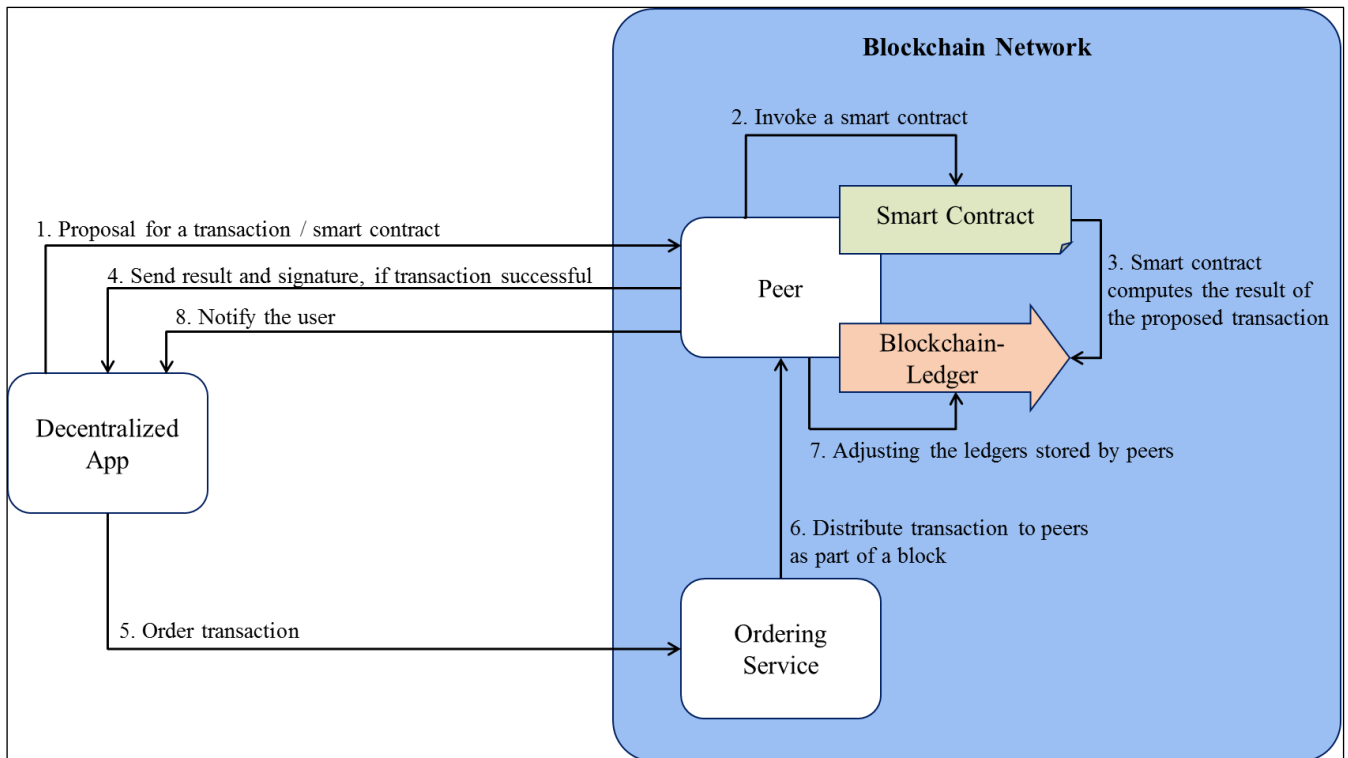 Blockchain Network
2. Invoke a smart contract
Smart Contract
1. Proposal for a transaction / smart contract
4. Send result and signature, if transaction successful
8. Notify the user
Peer
3. Smart contract
computes the result of
the proposed transaction
Blockchain-
Ledger
Decentralized
App
7. Adjusting the ledgers stored by peers
6. Distribute transaction to peers
as part of a block
5. Order transaction
Ordering
Service